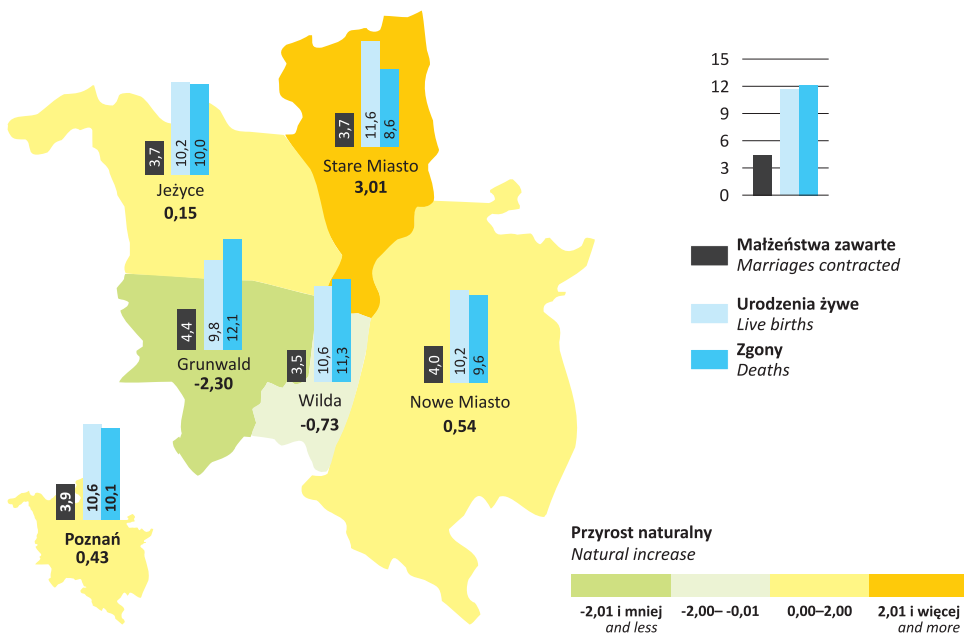 3,7
10,2
10,0
Jeżyce
0,15
3,7
11,6
8,6
Stare Miasto
3,01
4,4
9,8
12,1
Grunwald
-2,30
3,5
10,6
11,3
Wilda
-0,73
4,0
10,2
9,6
Nowe Miasto
0,54
3,9
10,6
10,1
Poznań
0,43
15
12
9
6
3
0
Małżeństwa zawarte
Marriages contracted
Urodzenia żywe
Live births
Zgony
Deaths
Przyrost naturalny
Natural increase
-2,01 i mniej
and less
-2,00– -0,01
0,00–2,00
2,01 i więcej
and more